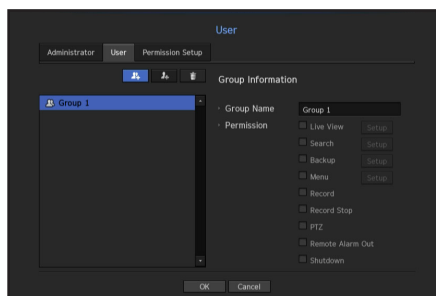 User
Administrator User Permission Setup
Group Information
Group 1
· Group Name Group 1
· Permission Live View Setup
Search Setup
Backup Setup
Menu Setup
Record
Record Stop
PTZ
Remote Alarm Out
Shutdown
OK Cancel